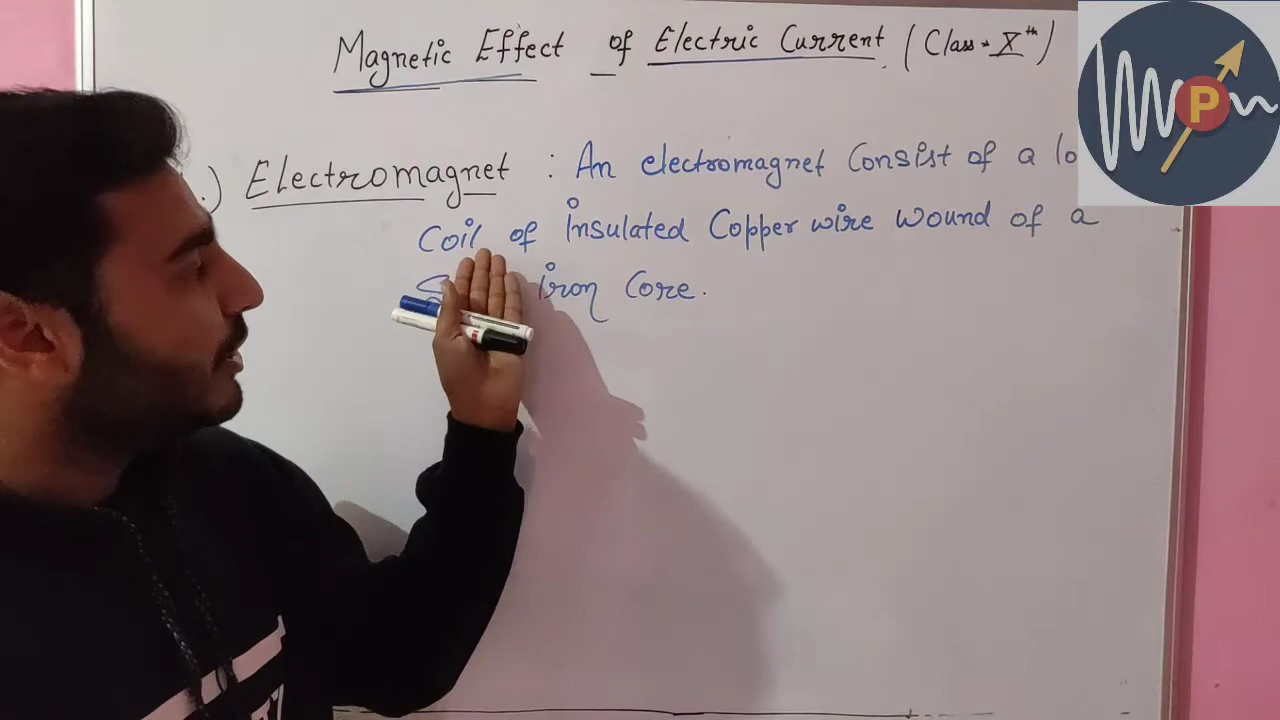 Magnetic Effect of Electric Current (Class-Xth)
.) Electromagnet : An electromagnet Consist of a lo
Coil of insulated Copper wire wound of a
iron Core.
P